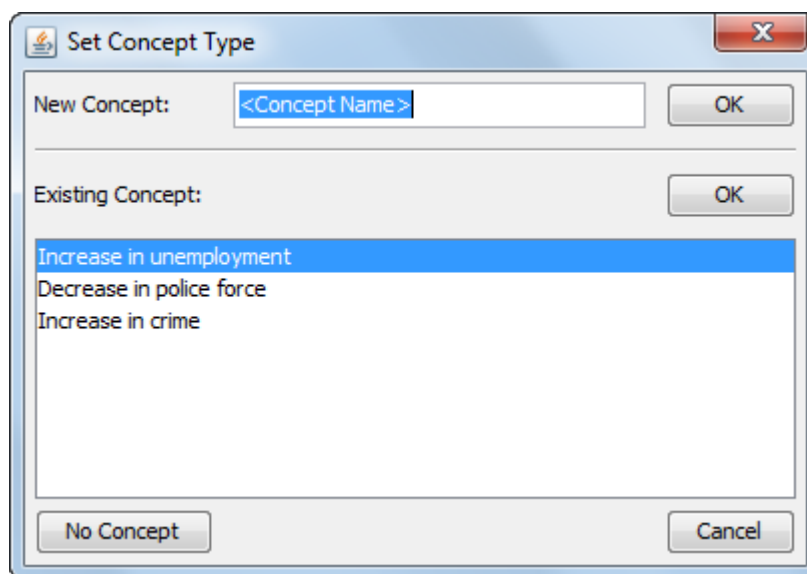 Set Concept Type
New Concept: <Concept Name> OK
Existing Concept: OK
Increase in unemployment
Decrease in police force
Increase in crime
No Concept Cancel